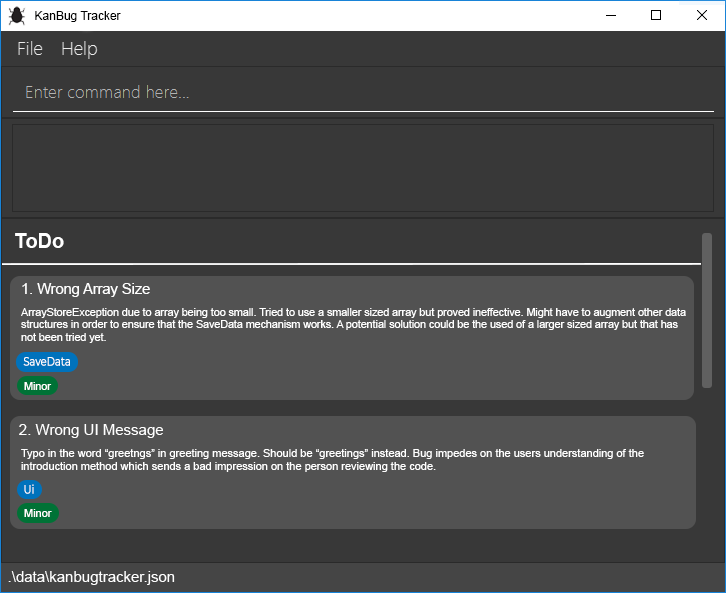 KanBug Tracker
File Help
Enter command here...
ToDo
1. Wrong Array Size
ArrayStoreException due to array being too small. Tried to use a smaller sized array but proved ineffective. Might have to augment other data
structures in order to ensure that the SaveData mechanism works. A potential solution could be the used of a larger sized array but that has
not been tried yet.
SaveData
Minor
2. Wrong UI Message
Typo in the word “greetngs” in greeting message. Should be “greetings” instead. Bug impedes on the users understanding of the
introduction method which sends a bad impression on the person reviewing the code.
Ui
Minor
.\data\kanbugtracker.json